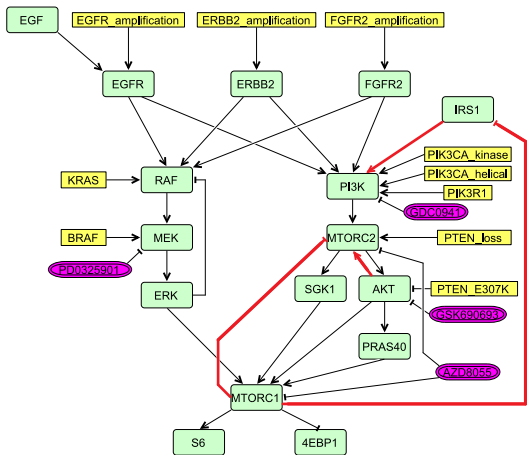 EGF
EGFR_amplification
ERBB2_amplification
FGFR2_amplification
EGFR
ERBB2
FGFR2
IRS1
PIK3CA_kinase
KRAS
RAF
PIK3CA_helical
PI3K
PIK3R1
GDC0941
BRAF
MEK
MTORC2
PTEN_loss
PD0325901
ERK
SGK1
AKT
PTEN_E307K
GSK690693
PRAS40
AZD8055
MTORC1
S6
4EBP1